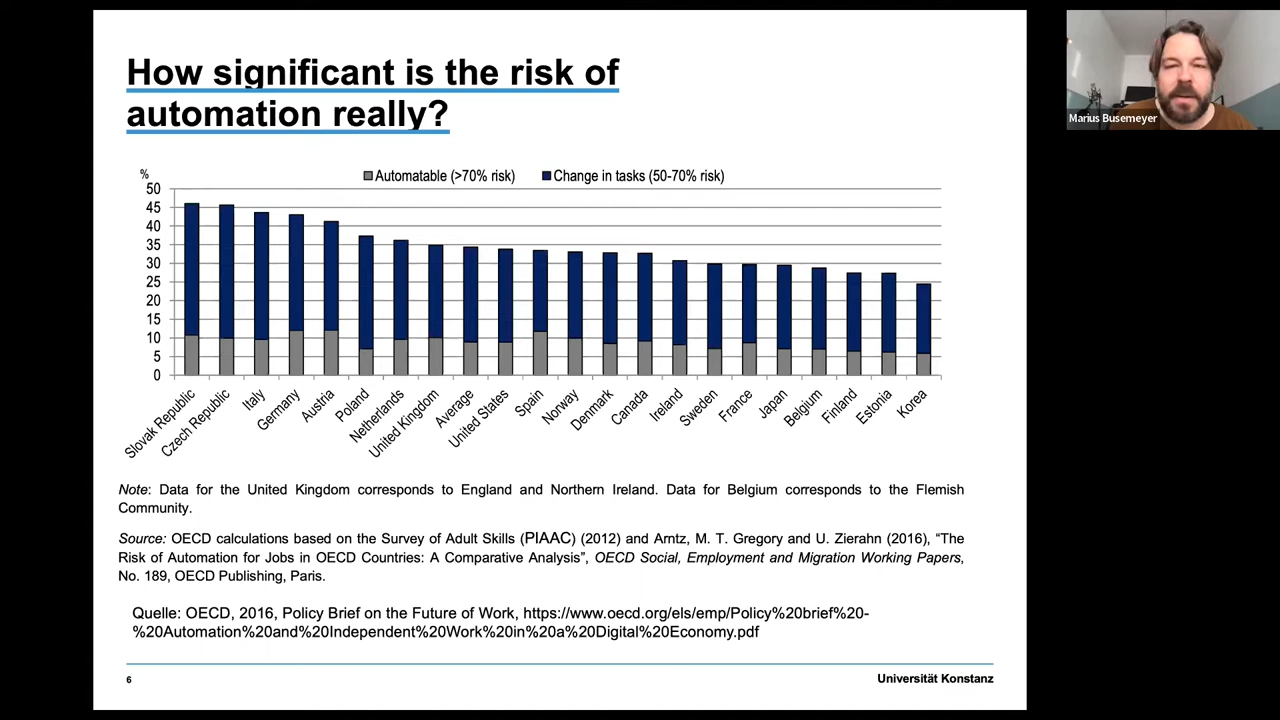 How significant is the risk of
automation really?
Marius Busemeyer
%
Automatable (>70% risk)
Change in tasks (50-70% risk)
50
45
40
35
30
25
20
15
10
5
0
Slovak Republic
Czech Republic
Italy
Germany
Austria
Poland
Netherlands
United Kingdom
Average
United States
Spain
Norway
Denmark
Canada
Ireland
Sweden
France
Japan
Belgium
Finland
Estonia
Korea
Note: Data for the United Kingdom corresponds to England and Northern Ireland. Data for Belgium corresponds to the Flemish
Community.
Source: OECD calculations based on the Survey of Adult Skills (PIAAC) (2012) and Arntz, M. T. Gregory and U. Zierahn (2016), “The
Risk of Automation for Jobs in OECD Countries: A Comparative Analysis”, OECD Social, Employment and Migration Working Papers,
No. 189, OECD Publishing, Paris.
Quelle: OECD, 2016, Policy Brief on the Future of Work, https://www.oecd.org/els/emp/Policy%20brief%20-
%20Automation%20and%20Independent%20Work%20in%20a%20Digital%20Economy.pdf
6
Universität Konstanz